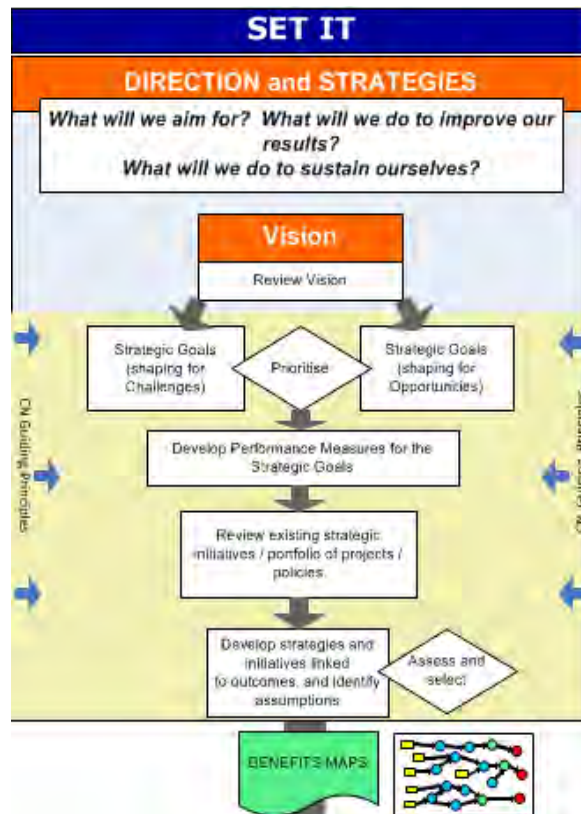 SET IT
DIRECTION and STRATEGIES
What will we aim for? What will we do to improve our
results?
What will we do to sustain ourselves?
Vision
Review Vision
Strategic Goals
(shaping for
Challenges)
Prioritise
Strategic Goals
(shaping for
Opportunities)
CN Guiding Principles
CN Guiding Principles
Develop Performance Measures for the
Strategic Goals
Review existing strategic
initiatives / portfolio of projects /
policies
Develop strategies and
initiatives linked
to outcomes, and identify
assumptions
Assess and
select
BENEFITS MAPS